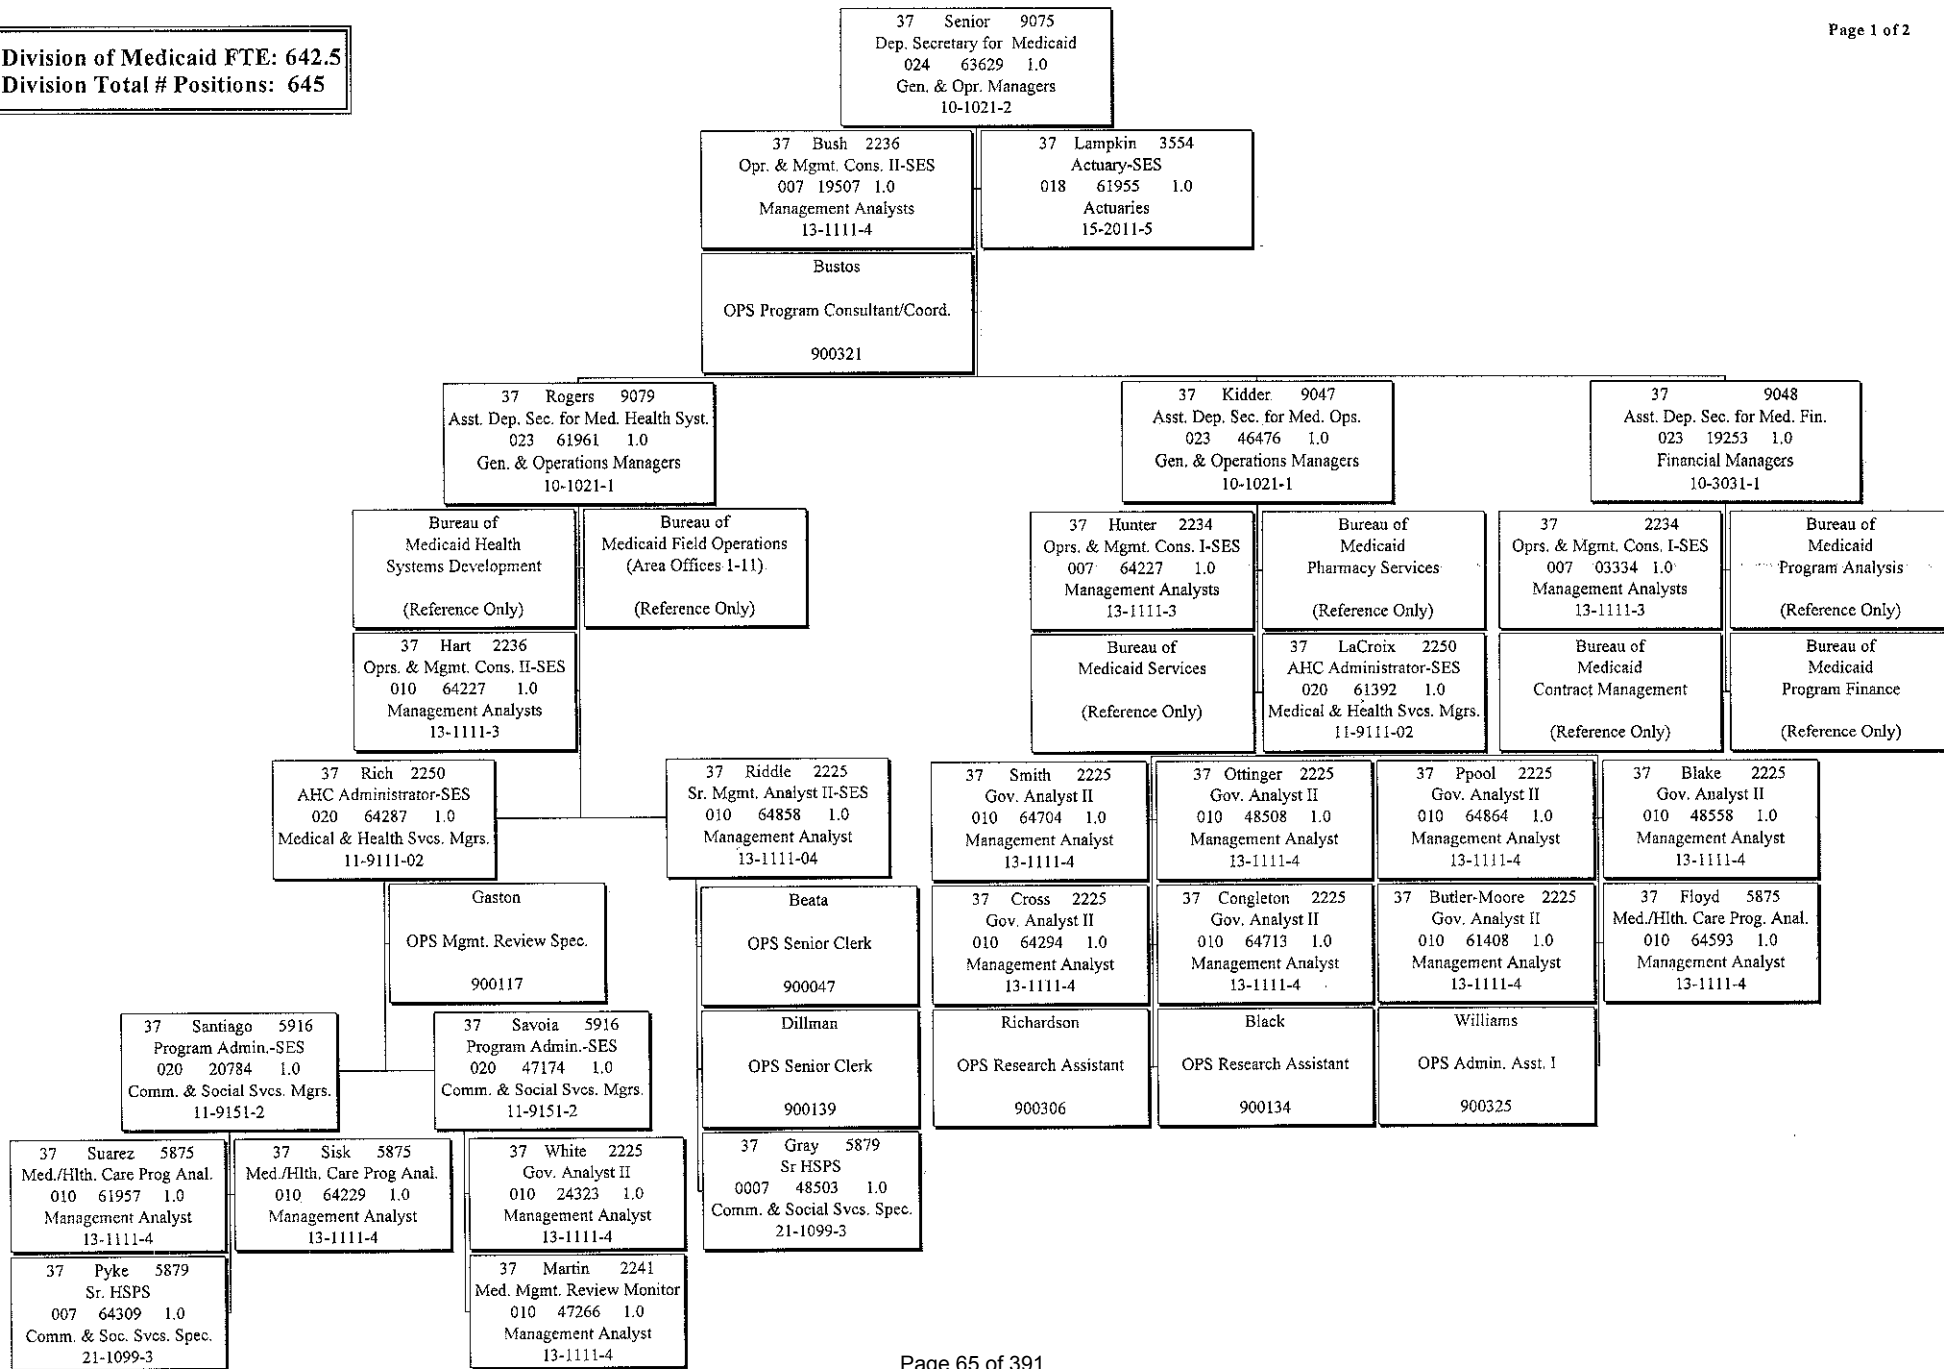 Division of Medicaid FTE: 642.5
Division Total # Positions: 645
Page 1 of 2
37 Senior 9075
Dep. Secretary for Medicaid
024 63629 1.0
Gen. & Opr. Managers
10-1021-2
37 Bush 2236
Opr. & Mgmt. Cons. II-SES
007 19507 1.0
Management Analysts
13-1111-4
37 Lampkin 3554
Actuary-SES
018 61955 1.0
Actuaries
15-2011-5
Bustos
OPS Program Consultant/Coord.
900321
37 Rogers 9079
Asst. Dep. Sec. for Med. Health Syst.
023 61961 1.0
Gen. & Operations Managers
10-1021-1
37 Kidder 9047
Asst. Dep. Sec. for Med. Ops.
023 46476 1.0
Gen. & Operations Managers
10-1021-1
37 9048
Asst. Dep. Sec. for Med. Fin.
023 19253 1.0
Financial Managers
10-3031-1
Bureau of
Medicaid Health
Systems Development
(Reference Only)
Bureau of
Medicaid Field Operations
(Area Offices 1-11)
(Reference Only)
37 Hunter 2234
Oprs. & Mgmt. Cons. I-SES
007 64227 1.0
Management Analysts
13-1111-3
Bureau of
Medicaid
Pharmacy Services
(Reference Only)
37 2234
Oprs. & Mgmt. Cons. I-SES
007 03334 1.0
Management Analysts
13-1111-3
Bureau of
Medicaid
Program Analysis
(Reference Only)
37 Hart 2236
Oprs. & Mgmt. Cons. II-SES
010 64227 1.0
Management Analysts
13-1111-3
Bureau of
Medicaid Services
(Reference Only)
37 LaCroix 2250
AHC Administrator-SES
020 61392 1.0
Medical & Health Svcs. Mgrs.
11-9111-02
Bureau of
Medicaid
Contract Management
(Reference Only)
Bureau of
Medicaid
Program Finance
(Reference Only)
37 Rich 2250
AHC Administrator-SES
020 64287 1.0
Medical & Health Svcs. Mgrs.
11-9111-02
37 Riddle 2225
Sr. Mgmt. Analyst II-SES
010 64858 1.0
Management Analyst
13-1111-04
37 Smith 2225
Gov. Analyst II
010 64704 1.0
Management Analyst
13-1111-4
37 Ottinger 2225
Gov. Analyst II
010 48508 1.0
Management Analyst
13-1111-4
37 Ppool 2225
Gov. Analyst II
010 64864 1.0
Management Analyst
13-1111-4
37 Blake 2225
Gov. Analyst II
010 48558 1.0
Management Analyst
13-1111-4
Gaston
OPS Mgmt. Review Spec.
900117
Beata
OPS Senior Clerk
900047
37 Cross 2225
Gov. Analyst II
010 64294 1.0
Management Analyst
13-1111-4
37 Congleton 2225
Gov. Analyst II
010 64713 1.0
Management Analyst
13-1111-4
37 Butler-Moore 2225
Gov. Analyst II
010 61408 1.0
Management Analyst
13-1111-4
37 Floyd 5875
Med./Hlth. Care Prog. Anal.
010 64593 1.0
Management Analyst
13-1111-4
37 Santiago 5916
Program Admin.-SES
020 20784 1.0
Comm. & Social Svcs. Mgrs.
11-9151-2
37 Savoia 5916
Program Admin.-SES
020 47174 1.0
Comm. & Social Svcs. Mgrs.
11-9151-2
Dillman
OPS Senior Clerk
900139
Richardson
OPS Research Assistant
900306
Black
OPS Research Assistant
900134
Williams
OPS Admin. Asst. I
900325
37 Suarez 5875
Med./Hlth. Care Prog Anal.
010 61957 1.0
Management Analyst
13-1111-4
37 Sisk 5875
Med./Hlth. Care Prog Anal.
010 64229 1.0
Management Analyst
13-1111-4
37 White 2225
Gov. Analyst II
010 24323 1.0
Management Analyst
13-1111-4
37 Gray 5879
Sr HSPS
0007 48503 1.0
Comm. & Social Svcs. Spec.
21-1099-3
37 Pyke 5879
Sr. HSPS
007 64309 1.0
Comm. & Soc. Svcs. Spec.
21-1099-3
37 Martin 2241
Med. Mgmt. Review Monitor
010 47266 1.0
Management Analyst
13-1111-4
Page 65 of 391